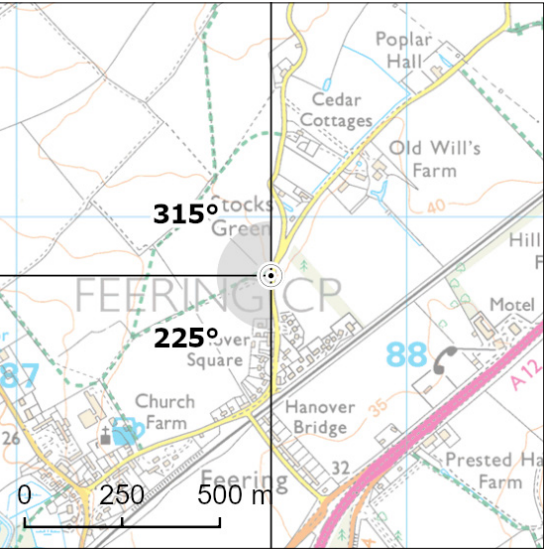 Poplar
Hall
Cedar
Cottages
Old Will's
Farm
315°
Stocks
Green
40
Hill
F
FEERING CP
Motel
225°
over
Square
88
87
A12
Church
Farm
Hanover
Bridge
35
26
32
Feering
Prested Ha
Farm
0 250 500 m